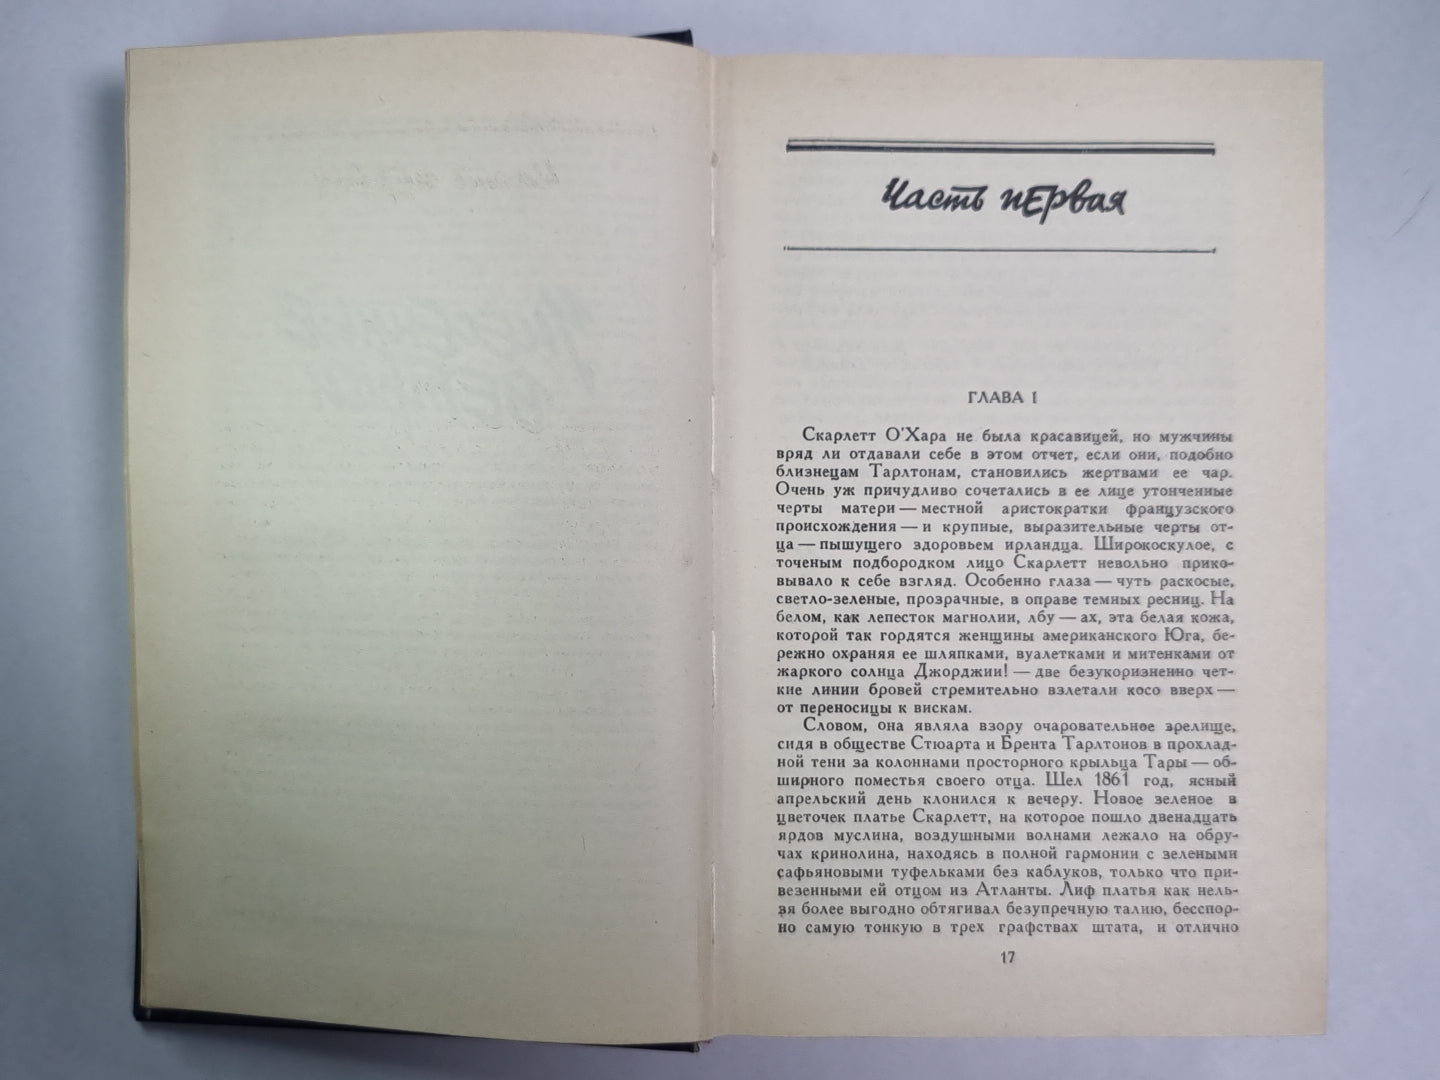 Часть первая
ГЛАВА I
Скарлетт О'Хара не была красавицей, но мужчины
вряд ли отдавали себе в этом отчет, если они, подобно
близнецам Тарлтонам, становились жертвами ее чар.
Очень уж причудливо сочетались в ее лице утонченные
черты матери — местной аристократки французского
происхождения — и крупные, выразительные черты от-
ца — пышущего здоровьем ирландца. Широкоскулое, с
точеным подбородком лицо Скарлетт невольно прико-
вывало к себе взгляд. Особенно глаза — чуть раскосые,
светло-зеленые, прозрачные, в оправе темных ресниц. На
белом, как лепесток магнолии, лбу — ах, эта белая кожа,
которой так гордятся женщины американского Юга, бе-
режно охраняя ее шляпками, вуалетками и митенками от
жаркого солнца Джорджии! — две безукоризненно чет-
кие линии бровей стремительно взлетали косо вверх —
от переносицы к вискам.
Словом, она являла взору очаровательное зрелище,
сидя в обществе Стюарта и Брента Тарлтонов в прохлад-
ной тени за колоннами просторного крыльца Тары — об-
ширного поместья своего отца. Шел 1861 год, ясный
апрельский день клонился к вечеру. Новое зеленое в
цветочек платье Скарлетт, на которое пошло двенадцать
ярдов муслина, воздушными волнами лежало на обру-
чах кринолина, находясь в полной гармонии с зелеными
сафьяновыми туфельками без каблуков, только что при-
везенными ей отцом из Атланты. Лиф платья как нель-
зя более выгодно обтягивал безупречную талию, бесспор-
но самую тонкую в трех графствах штата, и отлично
17